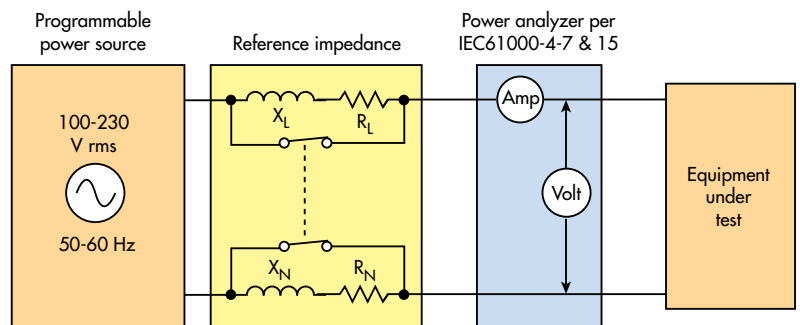 Programmable
power source
Reference impedance
Power analyzer per
IEC61000-4-7 & 15
100-230
V rms
50-60 Hz
XL
RL
XN
RN
Amp
Volt
Equipment
under
test